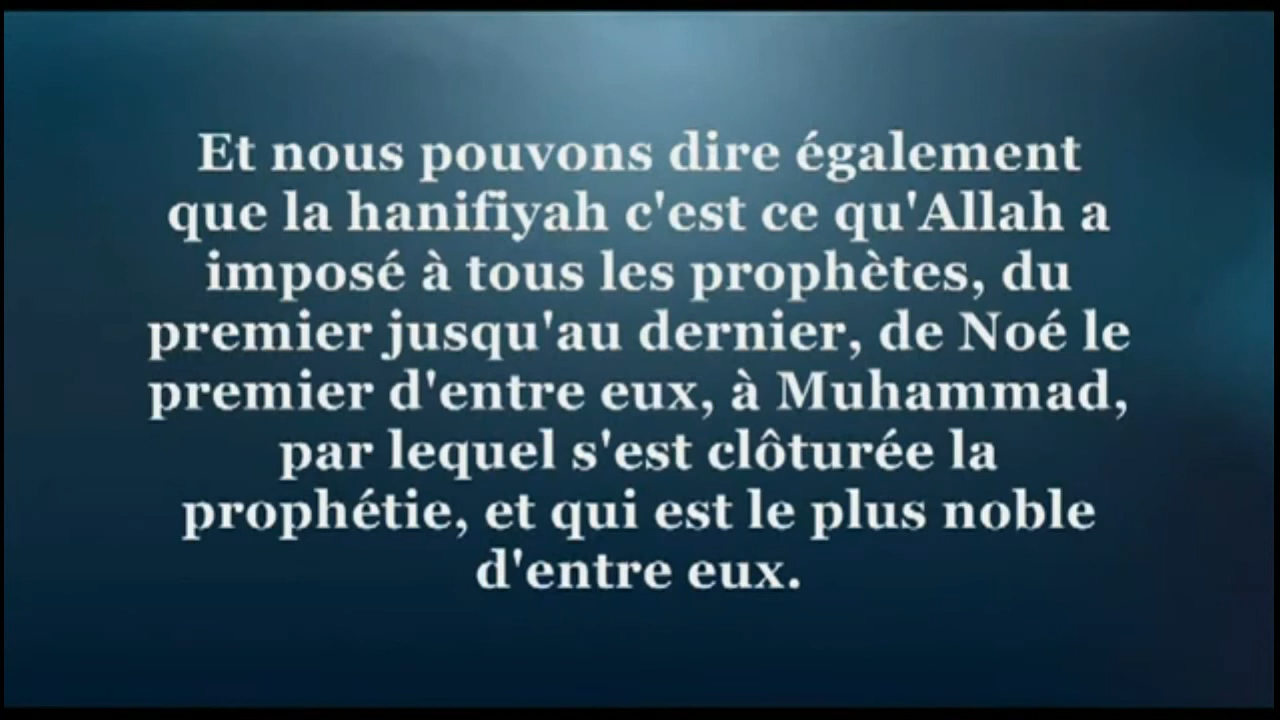 Et nous pouvons dire également
que la hanifiyah c'est ce qu'Allah a
imposé à tous les prophètes, du
premier jusqu'au dernier, de Noé le
premier d'entre eux, à Muhammad,
par lequel s'est clôturée la
prophétie, et qui est le plus noble
d'entre eux.